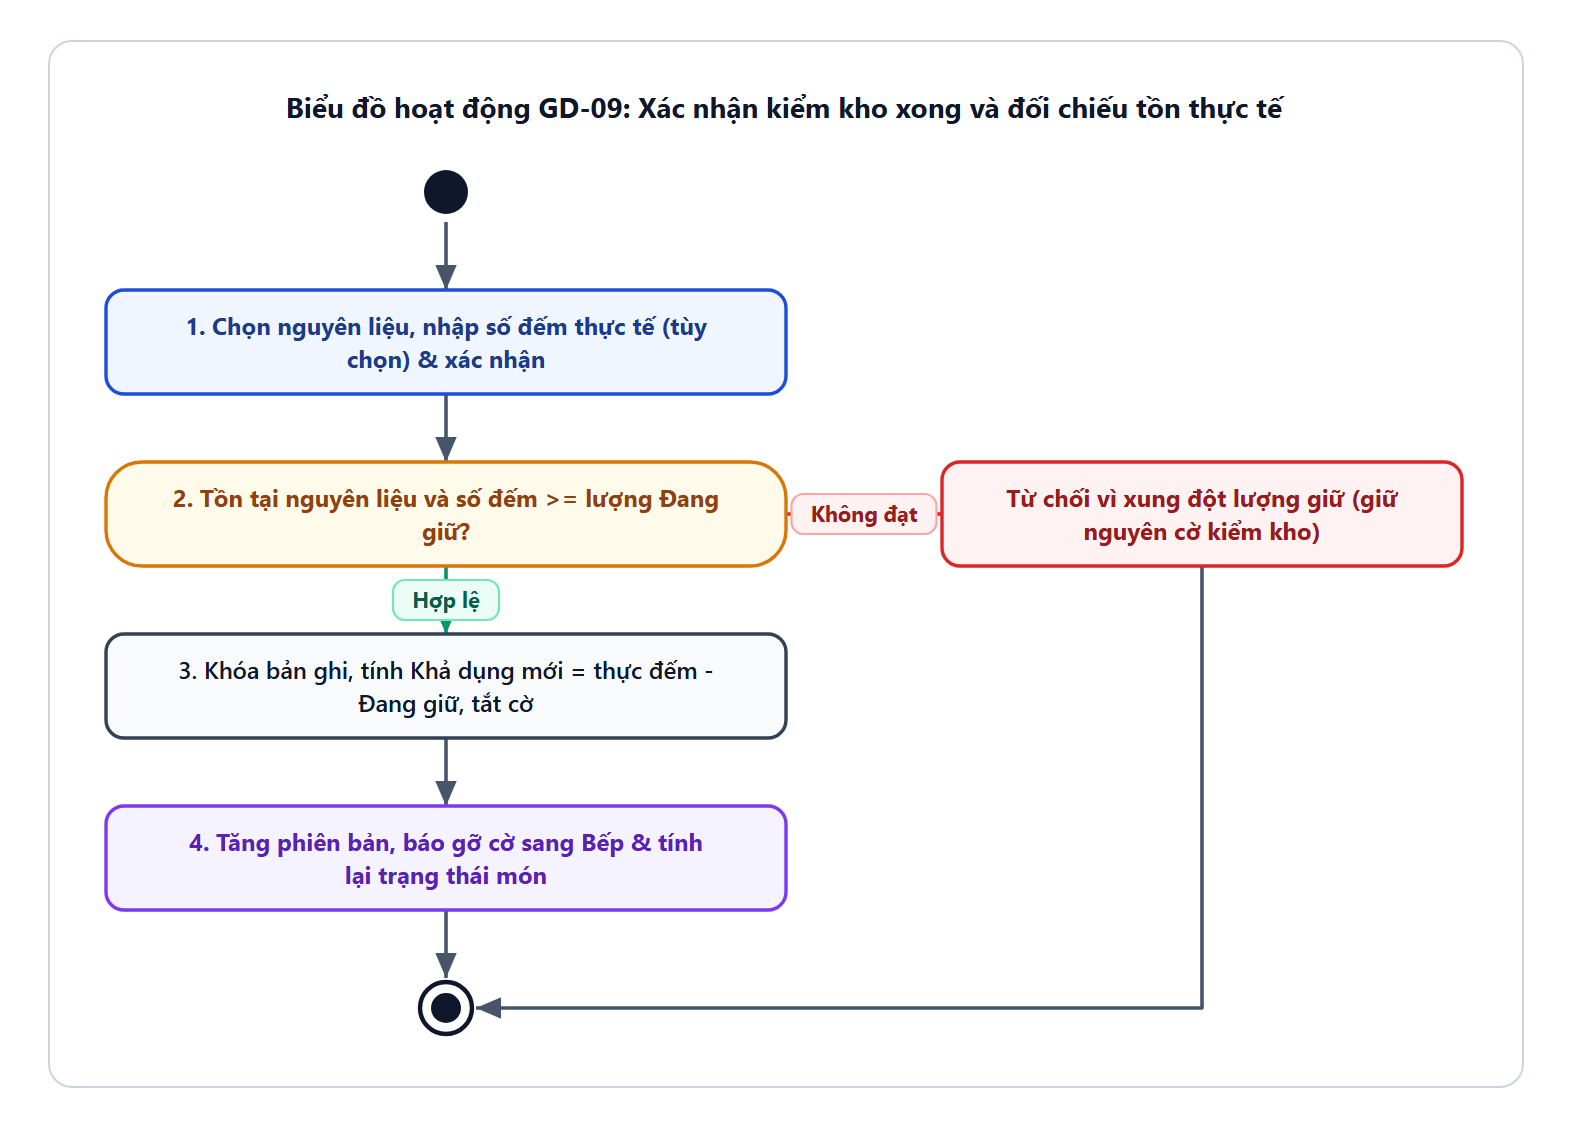 Biểu đồ hoạt động GD-09: Xác nhận kiểm kho xong và đối chiếu tồn thực tế
1. Chọn nguyên liệu, nhập số đếm thực tế (tùy
chọn) & xác nhận
2. Tồn tại nguyên liệu và số đếm >= lượng Đang
giữ?
Không đạt
Từ chối vì xung đột lượng giữ (giữ
nguyên cờ kiểm kho)
Hợp lệ
3. Khóa bản ghi, tính Khả dụng mới = thực đếm -
Đang giữ, tắt cờ
4. Tăng phiên bản, báo gỡ cờ sang Bếp & tính
lại trạng thái món